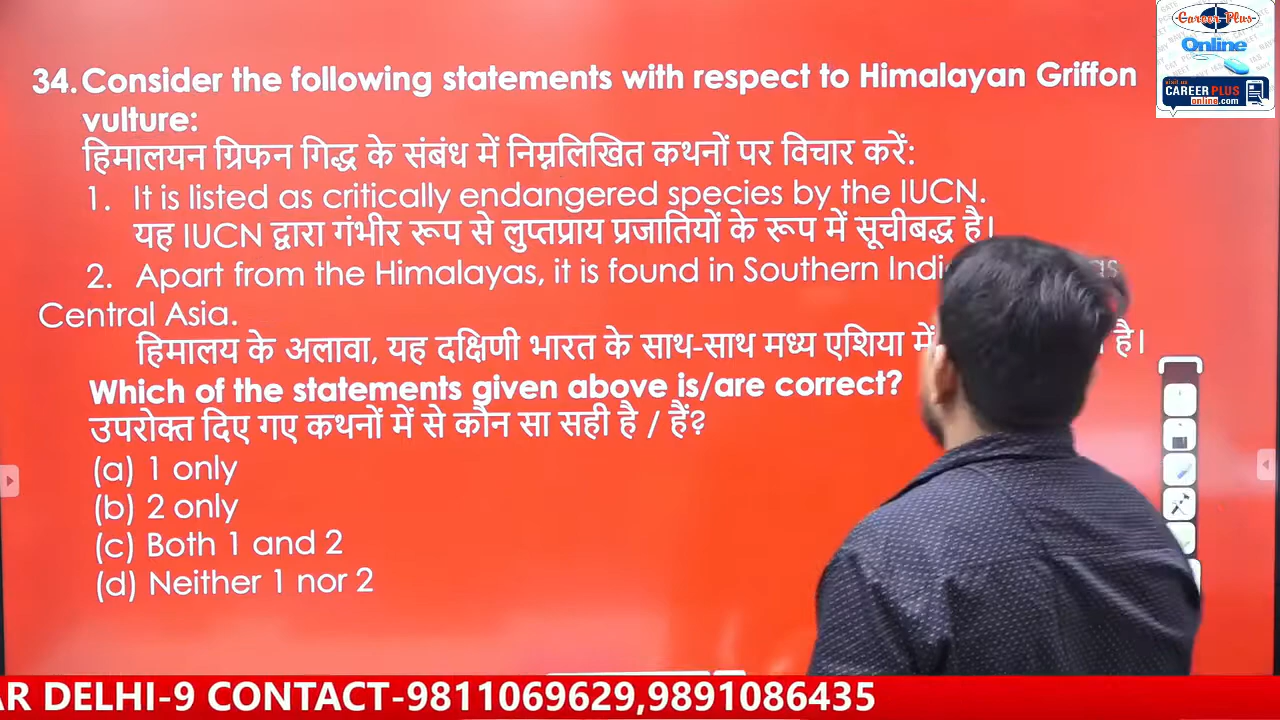 34. Consider the following statements with respect to Himalayan Griffon
vulture:
हिमालयन ग्रिफन गिद्ध के संबंध में निम्नलिखित कथनों पर विचार करें:
1. It is listed as critically endangered species by the IUCN.
यह IUCN द्वारा गंभीर रूप से लुप्तप्राय प्रजातियों के रूप में सूचीबद्ध है।
2. Apart from the Himalayas, it is found in Southern as
Central Asia.
हिमालय के अलावा, यह दक्षिणी भारत के साथ-साथ मध्य एशिया में है।
Which of the statements given above is/are correct?
उपरोक्त दिए गए कथनों में से कौन सा सही है / हैं?
(a) 1 only
(b) 2 only
(c) Both 1 and 2
(d) Neither 1 nor 2
Career Plus
Online
CAREER PLUS
online.com
AR DELHI-9 CONTACT-9811069629,9891086435